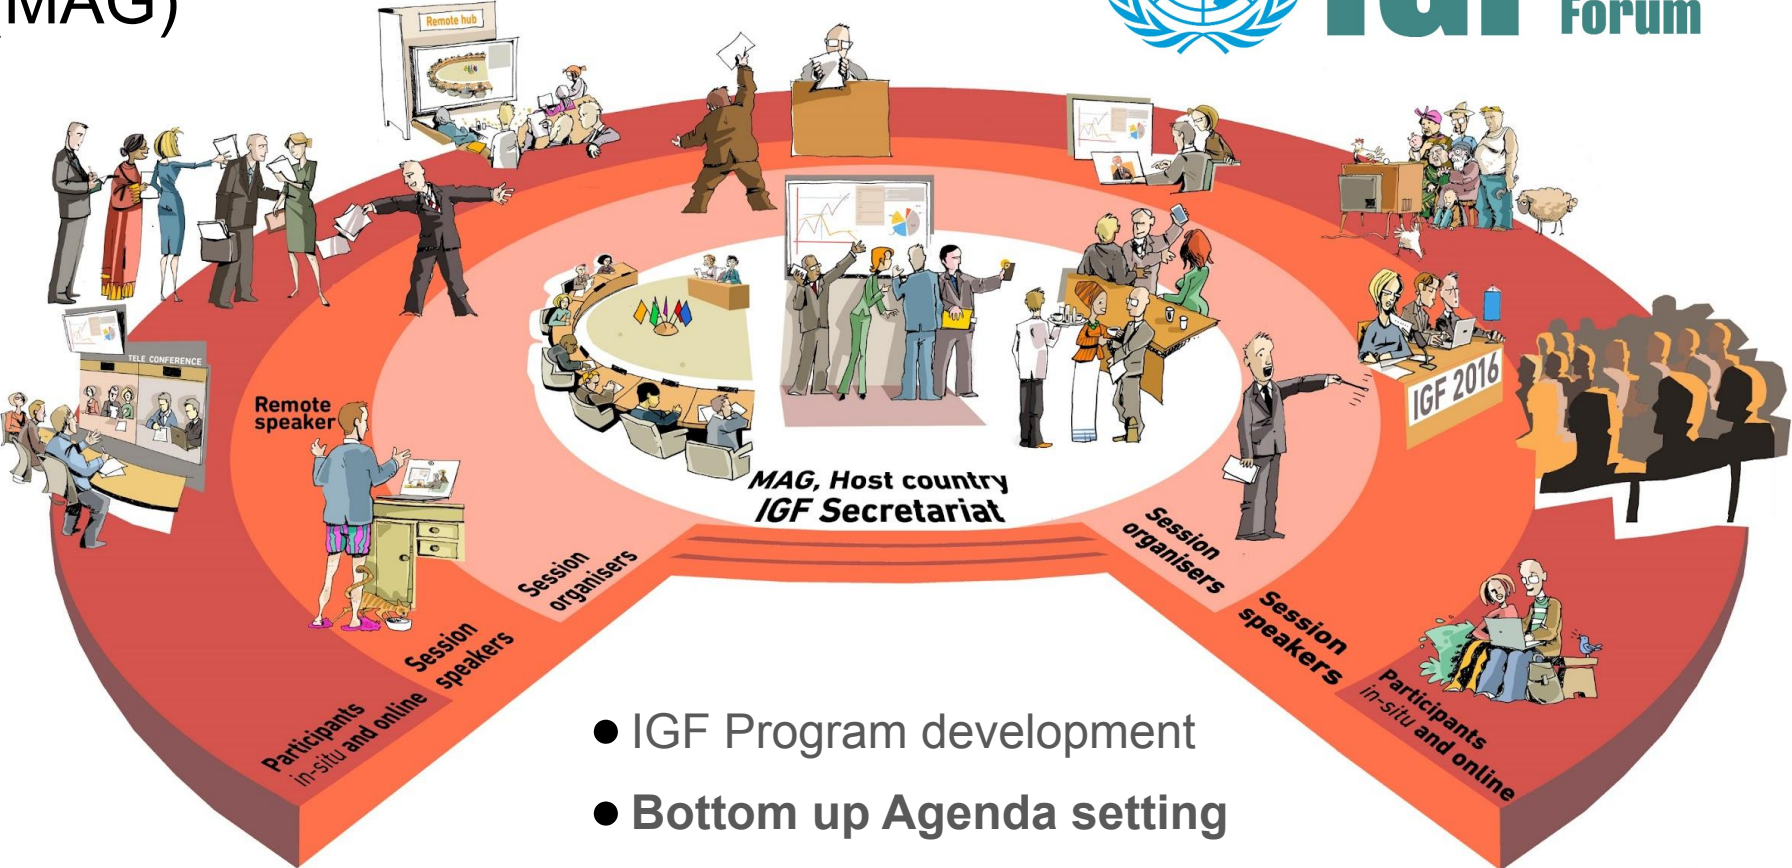 (MAG)
IGF
Forum
Remote hub
TELE CONFERENCE
Remote
speaker
IGF 2016
MAG, Host country
IGF Secretariat
Session
organisers
Session
organisers
Session
speakers
Session
speakers
Participants
in-situ and online
Participants
in-situ and online
● IGF Program development
● Bottom up Agenda setting